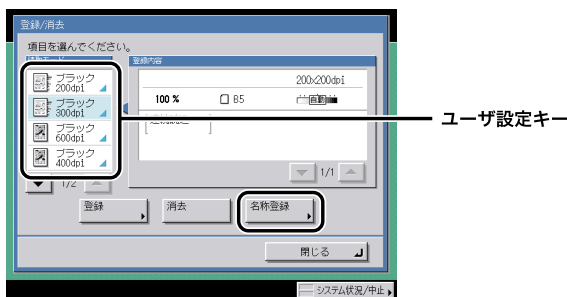 登録/消去
項目を選んでください。
登録内容
ブラック
200dpi
ブラック
300dpi
ブラック
600dpi
ブラック
400dpi
200×200dpi
100 %
B5
自動
1/1
1/2
登録
消去
名称登録
閉じる
システム状況/中止
ユーザ設定キー